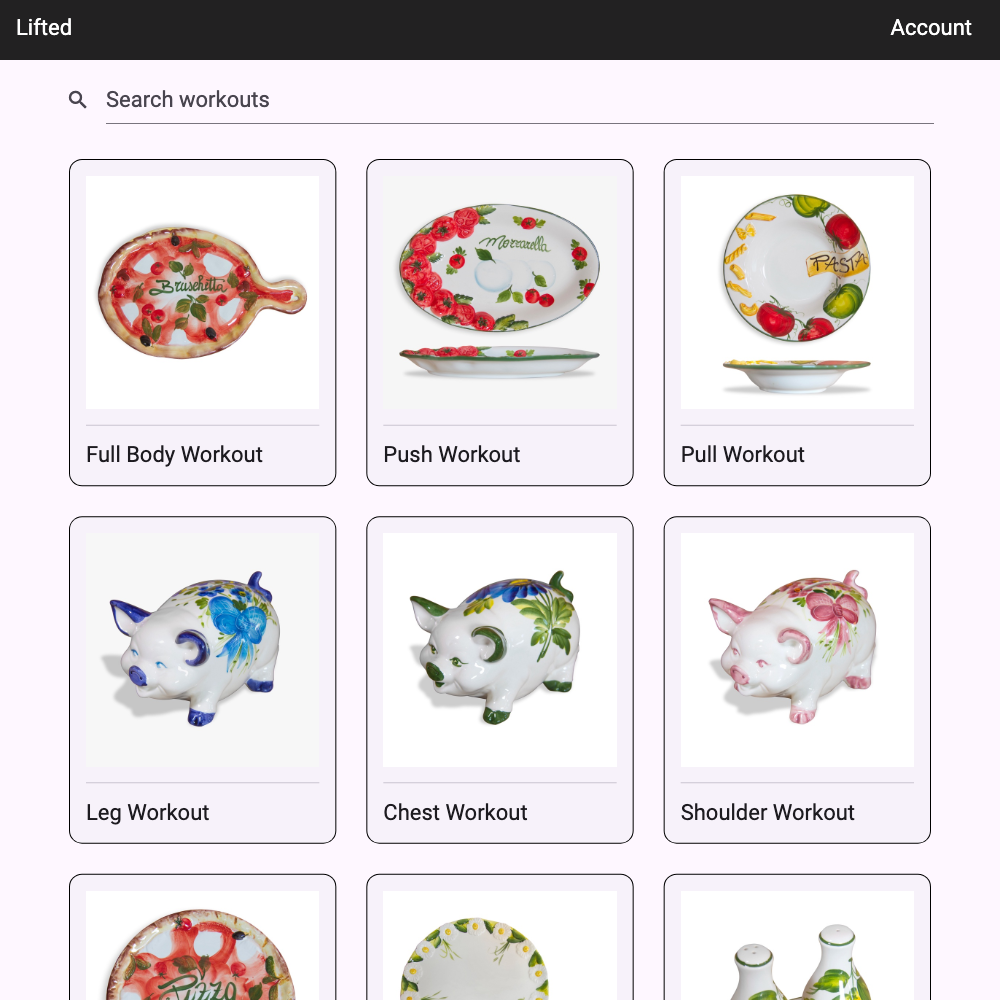 Lifted
Account
Search workouts
Bruschetta
Mozzarella
PASTA
Full Body Workout
Push Workout
Pull Workout
Leg Workout
Chest Workout
Shoulder Workout
Pizza